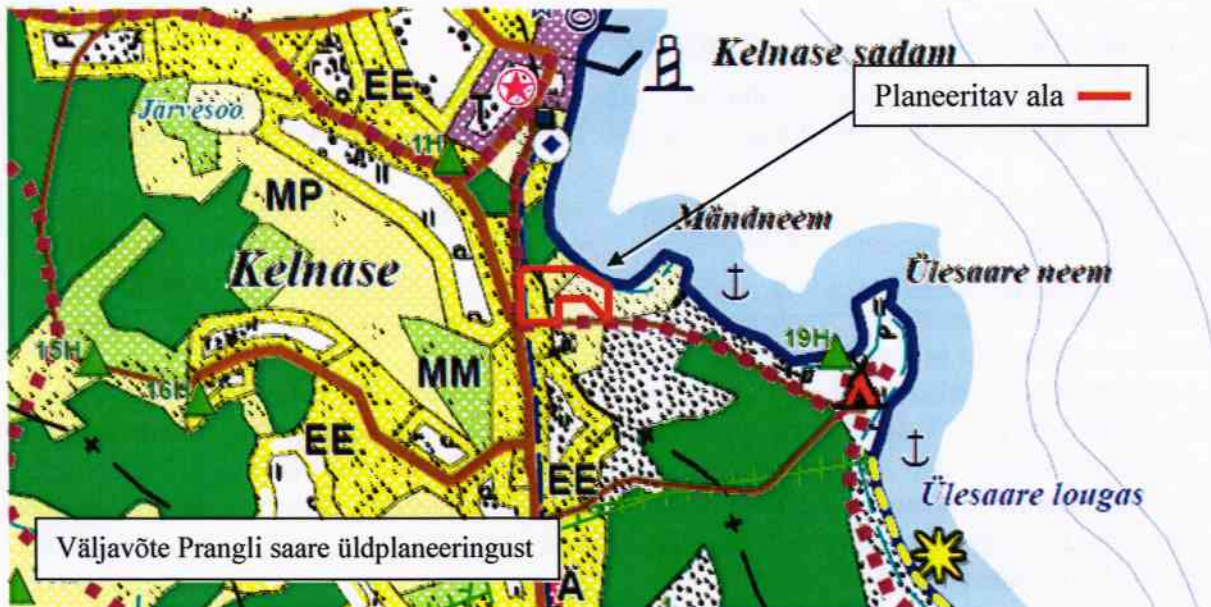 Kelnase sadam
Planeeritav ala
EE
T
Järvesoo
1H
MP
Mändneem
Kelnase
Ülesaare neem
15H
16H
MM
19H
EE
EE
Ülesaare lougas
Väljavõte Prangli saare üldplaneeringust
A